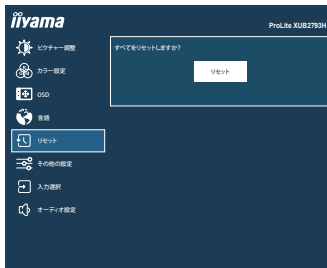 iiyama
ProLite XUB2793H
ピクチャー調整
すべてをリセットしますか?
リセット
カラー設定
OSD
言語
リセット
その他の設定
入力選択
オーディオ設定